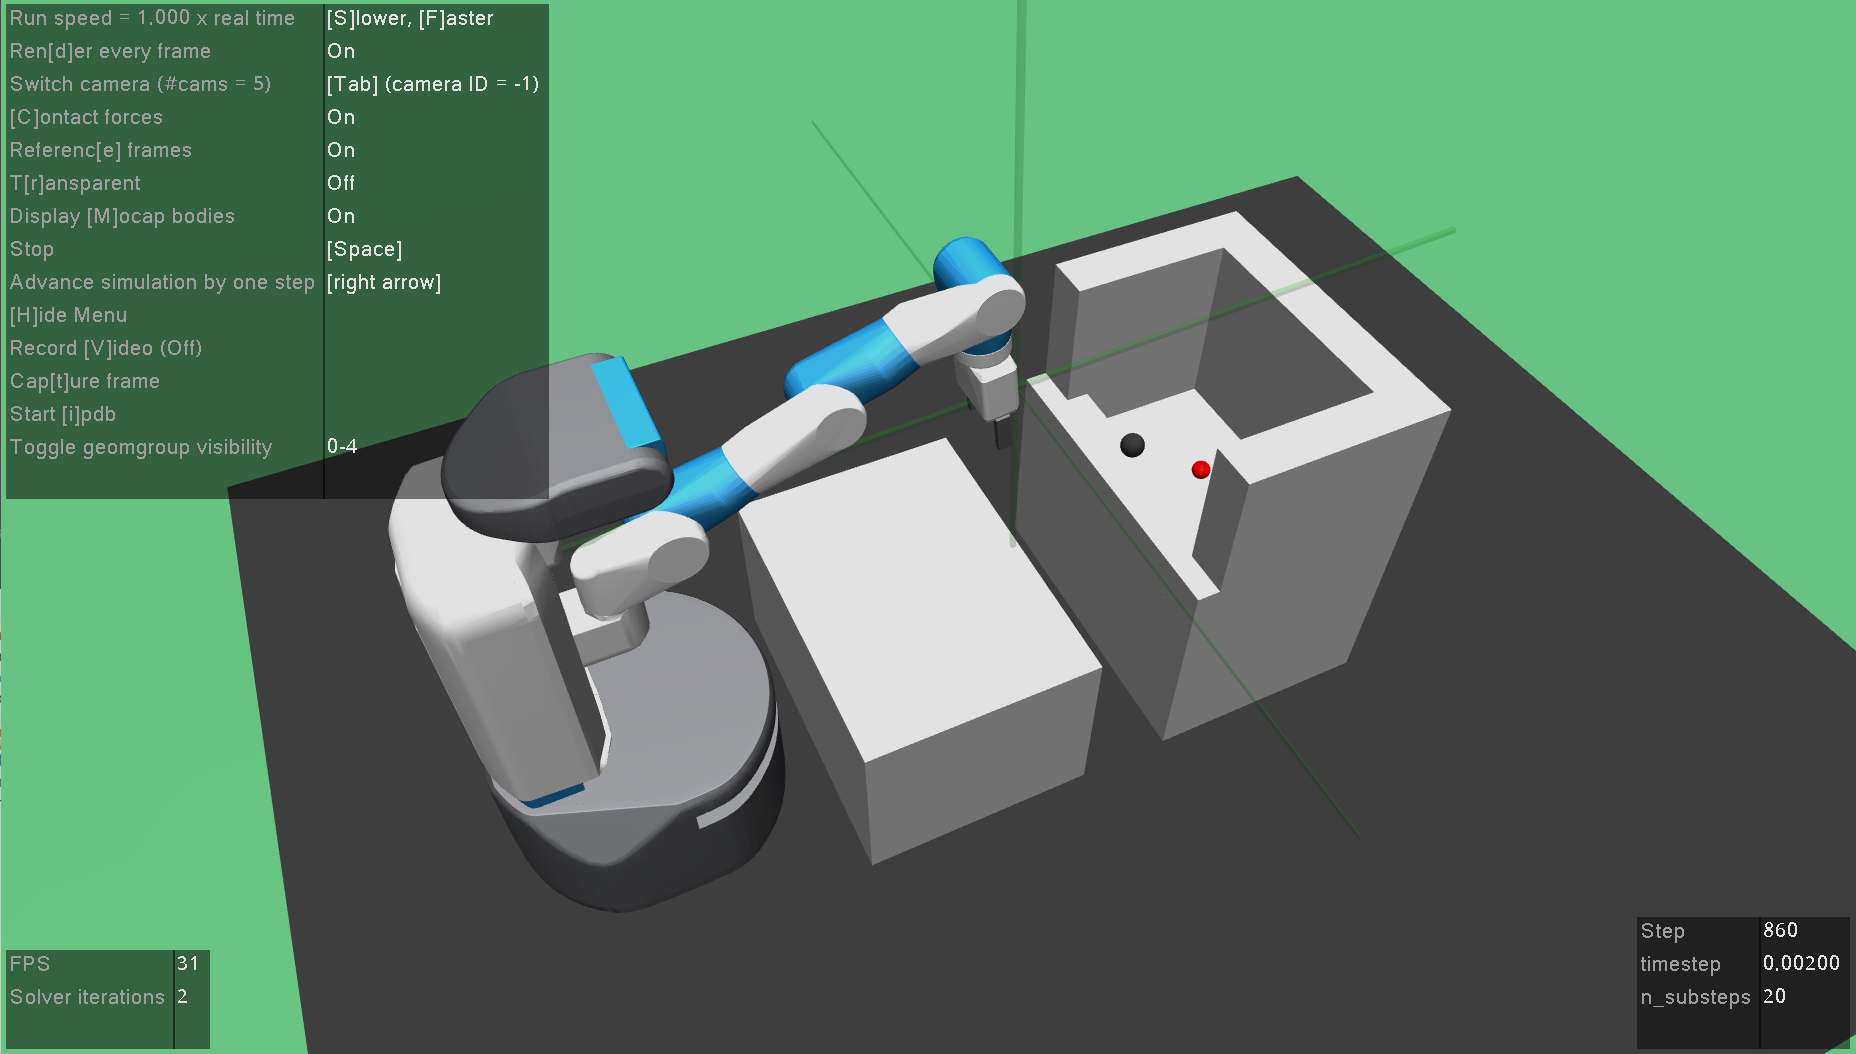 Run speed = 1.000 x real time [S]lower, [F]aster
Ren[d]er every frame On
Switch camera (#cams = 5) [Tab] (camera ID = -1)
[C]ontact forces On
Referenc[e] frames On
T[r]ansparent Off
Display [M]ocap bodies On
Stop [Space]
Advance simulation by one step [right arrow]
[H]ide Menu
Record [V]ideo (Off)
Cap[t]ure frame
Start [i]pdb
Toggle geomgroup visibility 0-4
FPS 31
Solver iterations 2
Step 860
timestep 0.00200
n_substeps 20